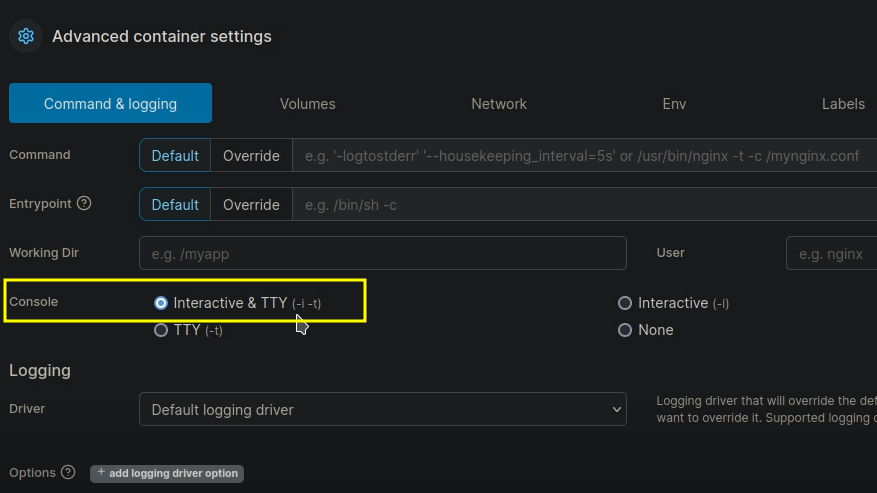 Advanced container settings
Command & logging Volumes Network Env Labels
Command Default Override e.g. '-logtostderr' '--housekeeping_interval=5s' or /usr/bin/nginx -t -c /mynginx.conf
Entrypoint Default Override e.g. /bin/sh -c
Working Dir e.g. /myapp User e.g. nginx
Console Interactive & TTY (-i -t) Interactive (-i)
TTY (-t) None
Logging
Driver Default logging driver Logging driver that will override the def
want to override it. Supported logging
Options + add logging driver option